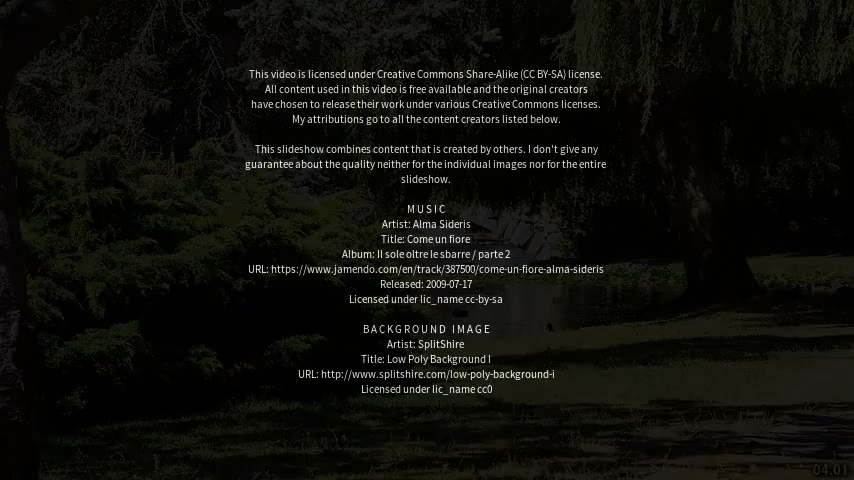 This video is licensed under Creative Commons Share-Alike (CC BY-SA) license.
All content used in this video is free available and the original creators
have chosen to release their work under various Creative Commons licenses.
My attributions go to all the content creators listed below.
This slideshow combines content that is created by others. I don't give any
guarantee about the quality neither for the individual images nor for the entire
slideshow.
MUSIC
Artist: Alma Sideris
Title: Come un fiore
Album: Il sole oltre le sbarre / parte 2
URL: https://www.jamendo.com/en/track/387500/come-un-fiore-alma-sideris
Released: 2009-07-17
Licensed under lic_name cc-by-sa
BACKGROUND IMAGE
Artist: SplitShire
Title: Low Poly Background I
URL: http://www.splitshire.com/low-poly-background-i
Licensed under lic_name cc0
04:01